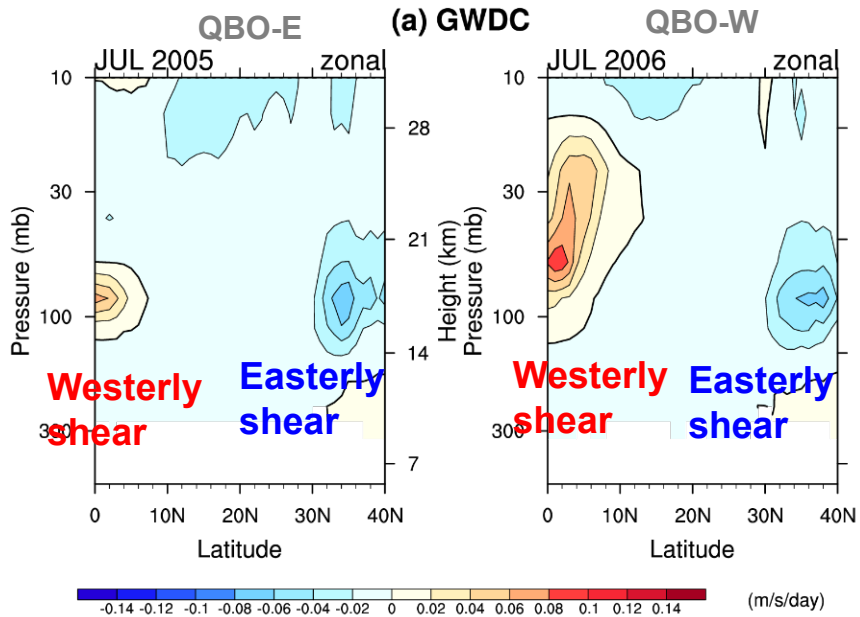 QBO-E
(a) GWDC
QBO-W
JUL 2005 zonal
JUL 2006 zonal
10
30
100
300
Pressure (mb)
28
21
14
7
Height (km)
10
30
100
300
Pressure (mb)
Westerly shear
Easterly shear
Westerly shear
Easterly shear
0 10N 20N 30N 40N
Latitude
0 10N 20N 30N 40N
Latitude
-0.14 -0.12 -0.1 -0.08 -0.06 -0.04 -0.02 0 0.02 0.04 0.06 0.08 0.1 0.12 0.14
(m/s/day)